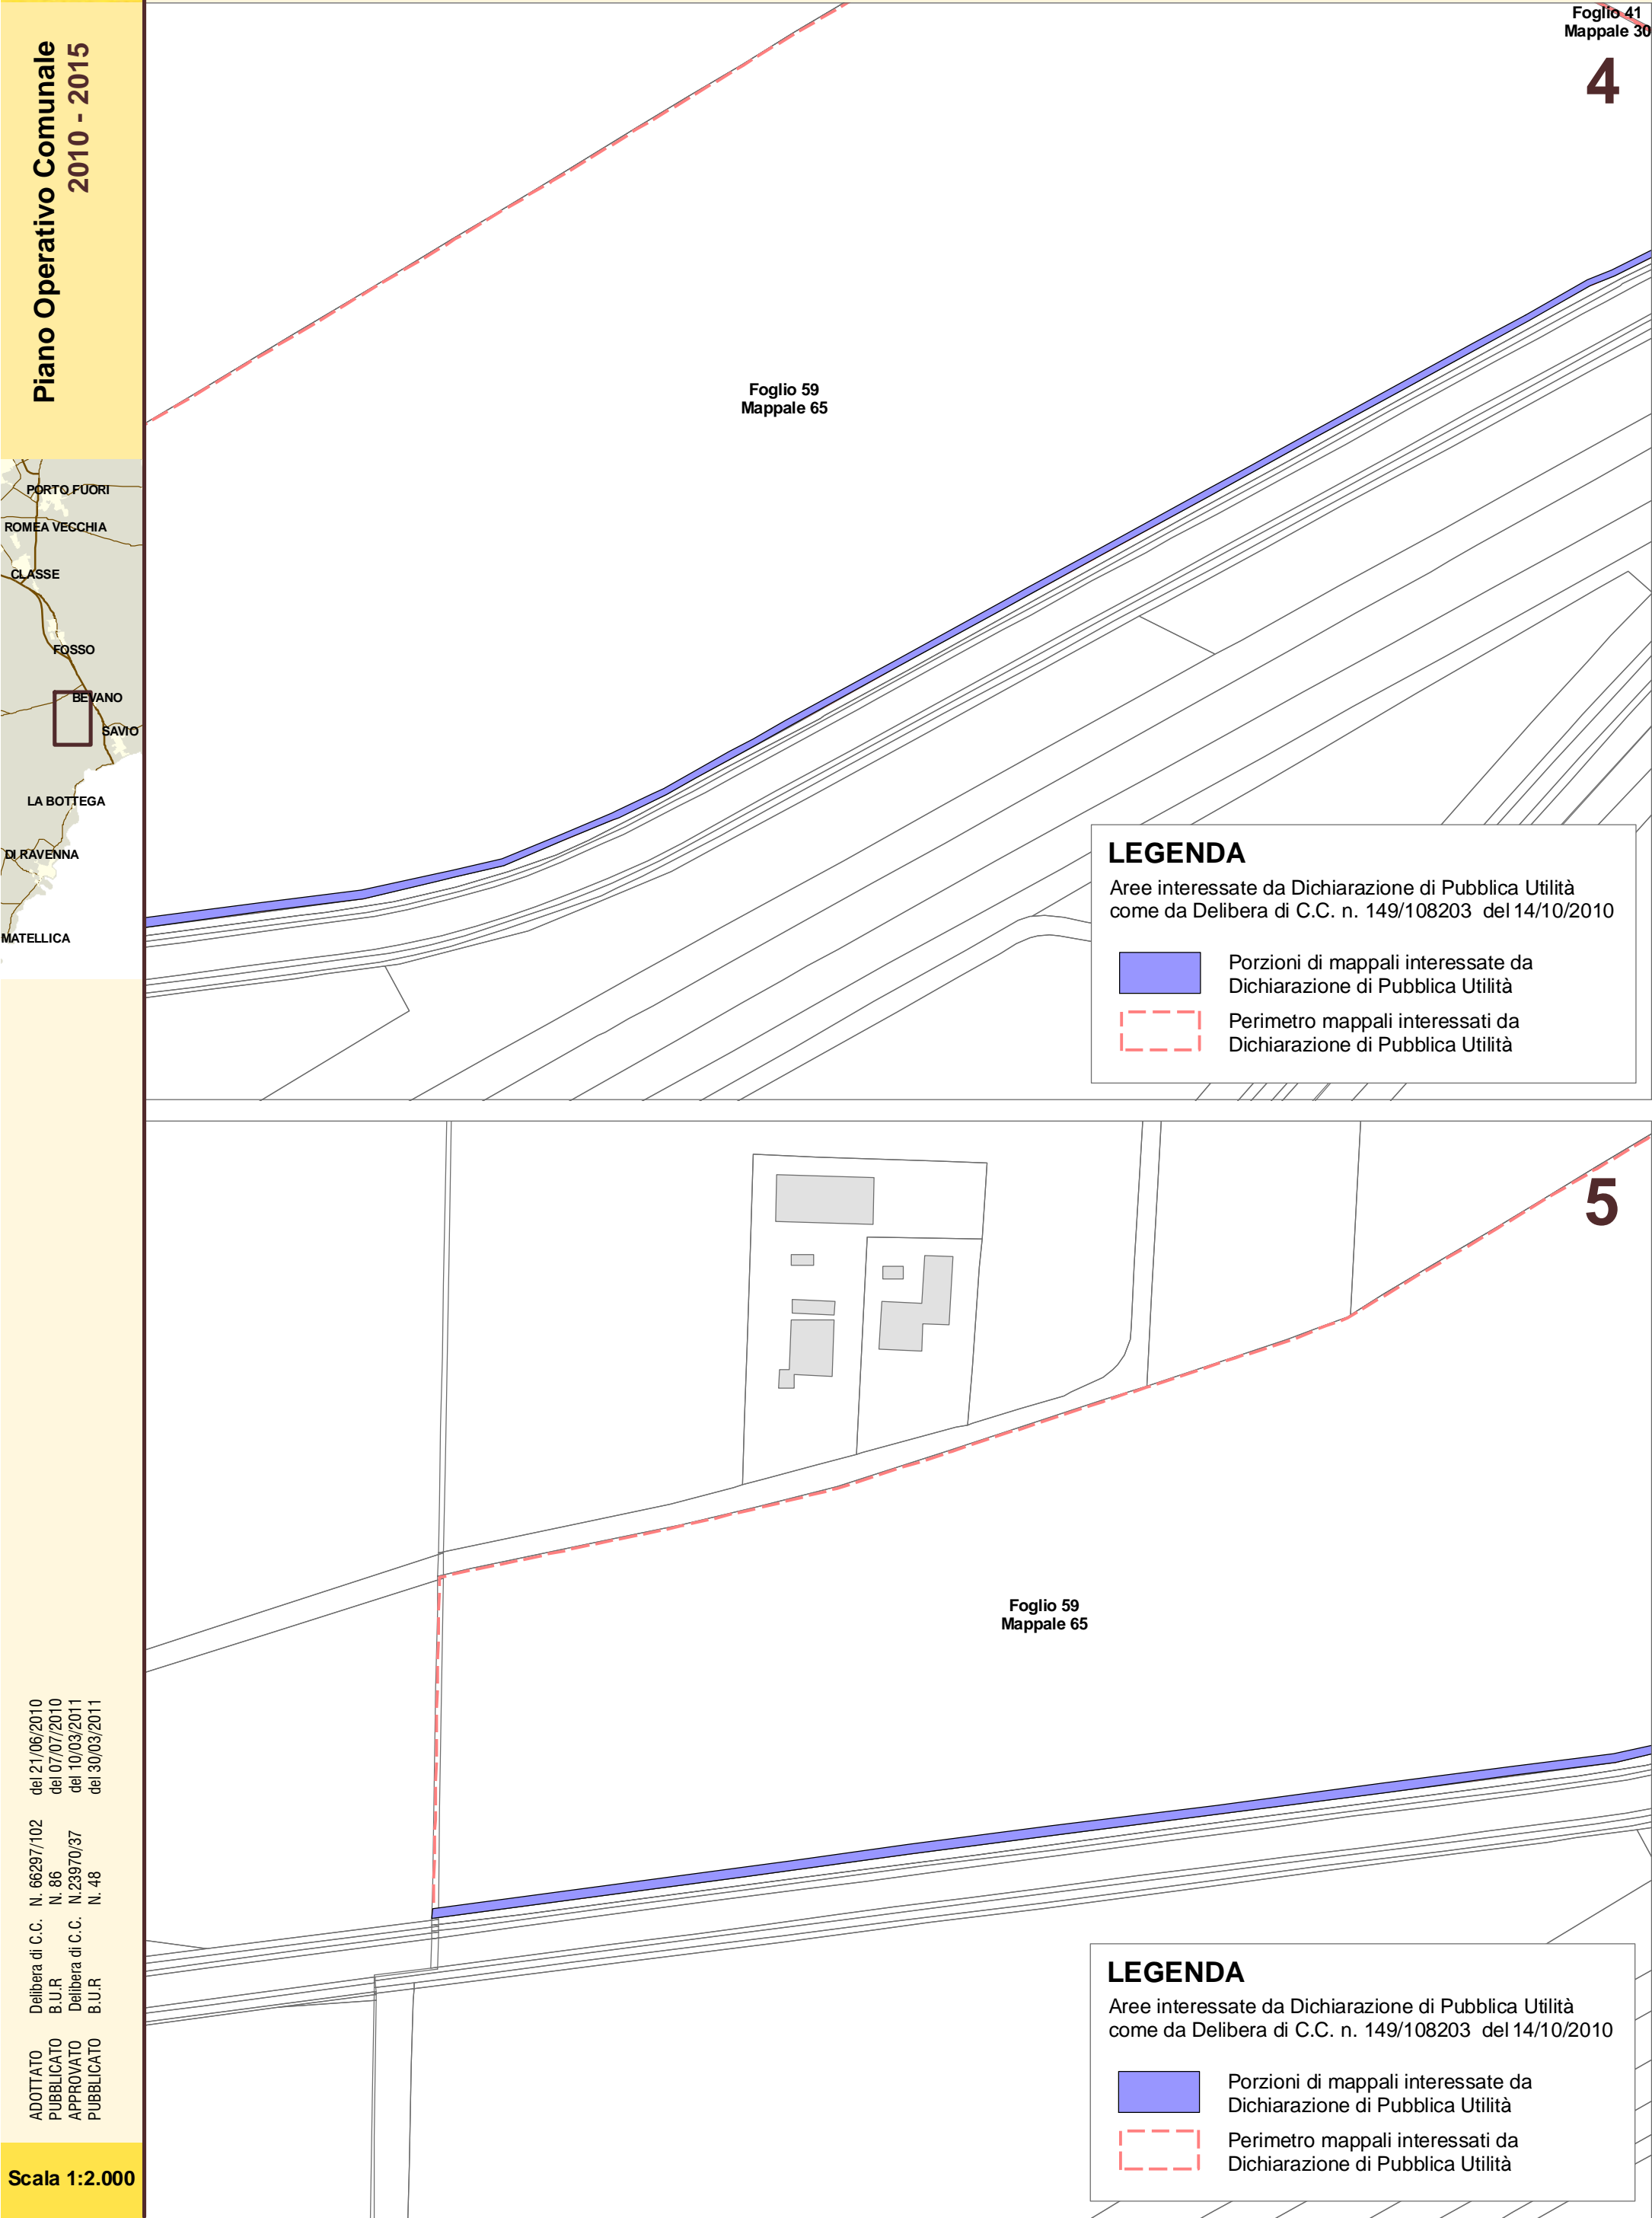 Piano Operativo Comunale
2010 - 2015
PORTO FUORI
ROMEA VECCHIA
CLASSE
FOSSO
BEVANO
SAVIO
LA BOTTEGA
DI RAVENNA
MATELLICA
ADOTTATO Delibera di C.C. N. 66297/102 del 21/06/2010
PUBBLICATO B.U.R N. 86 del 07/07/2010
APPROVATO Delibera di C.C. N.23970/37 del 10/03/2011
PUBBLICATO B.U.R N. 48 del 30/03/2011
Scala 1:2.000
Foglio 41
Mappale 30
4
Foglio 59
Mappale 65
LEGENDA
Aree interessate da Dichiarazione di Pubblica Utilità
come da Delibera di C.C. n. 149/108203 del 14/10/2010
Porzioni di mappali interessate da
Dichiarazione di Pubblica Utilità
Perimetro mappali interessati da
Dichiarazione di Pubblica Utilità
5
Foglio 59
Mappale 65
LEGENDA
Aree interessate da Dichiarazione di Pubblica Utilità
come da Delibera di C.C. n. 149/108203 del 14/10/2010
Porzioni di mappali interessate da
Dichiarazione di Pubblica Utilità
Perimetro mappali interessati da
Dichiarazione di Pubblica Utilità